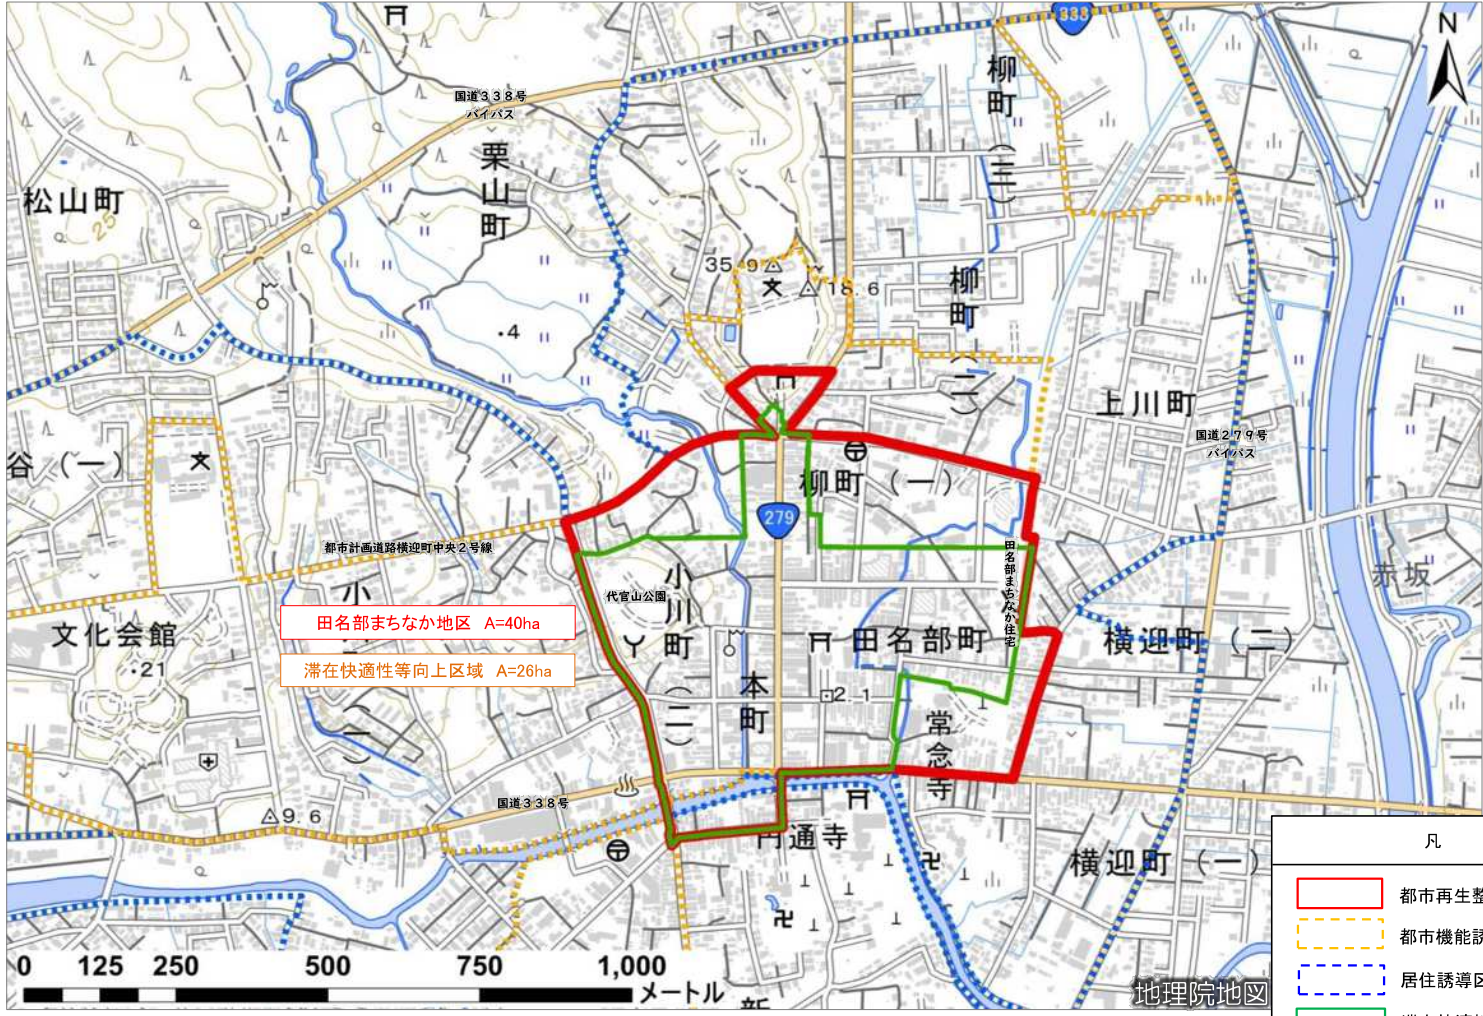 338
N
国道338号
バイパス
柳町(三)
栗山町
松山町
25
35.9
文
18.6
柳町(二)
・4
上川町
国道279号
バイパス
谷(一)
文
柳町(一)
279
都市計画道路横迎町中央2号線
田名部まちなか住宅
赤坂
代官山公園
小川町(二)
田名部まちなか地区 A=40ha
文化会館
田名部町
横迎町(二)
滞在快適性等向上区域 A=26ha
・21
本町
2.1
常念寺
国道338号
9.6
円通寺
横迎町(一)
凡
都市再生整
都市機能誘
居住誘導区
0 125 250 500 750 1,000
メートル
地理院地図